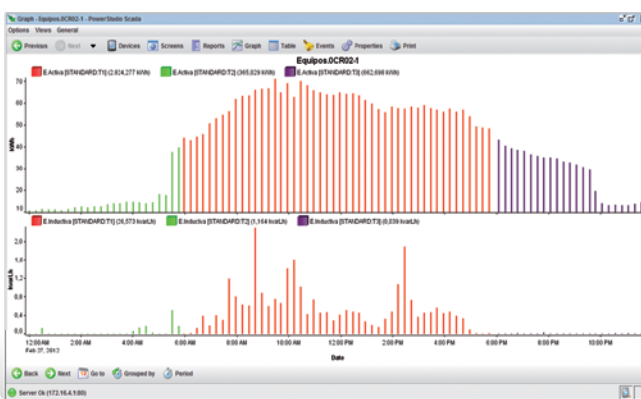 Graph - Equipos.0CR02-1 - PowerStudio Scada
Options Views General
Previous Next Devices Screens Reports Graph Table Events Properties Print
Equipos.0CR02-1
E.Activa [STANDARD:T1] (2.824,277 kWh) E.Activa [STANDARD:T2] (365,829 kWh) E.Activa [STANDARD:T3] (662,698 kWh)
70
60
50
kWh
40
30
20
10
E.Inductiva [STANDARD:T1] (26,573 kvarLh) E.Inductiva [STANDARD:T2] (1,164 kvarLh) E.Inductiva [STANDARD:T3] (0,039 kvarLh)
2,0
1,6
kvarLh
1,2
0,8
0,4
0,0
12:00 AM 2:00 AM 4:00 AM 6:00 AM 8:00 AM 10:00 AM 12:00 PM 2:00 PM 4:00 PM 6:00 PM 8:00 PM 10:00 PM
Feb 27, 2012
Date
Back Next Go to Grouped by Period
Server Ok (172.16.4.1:80)